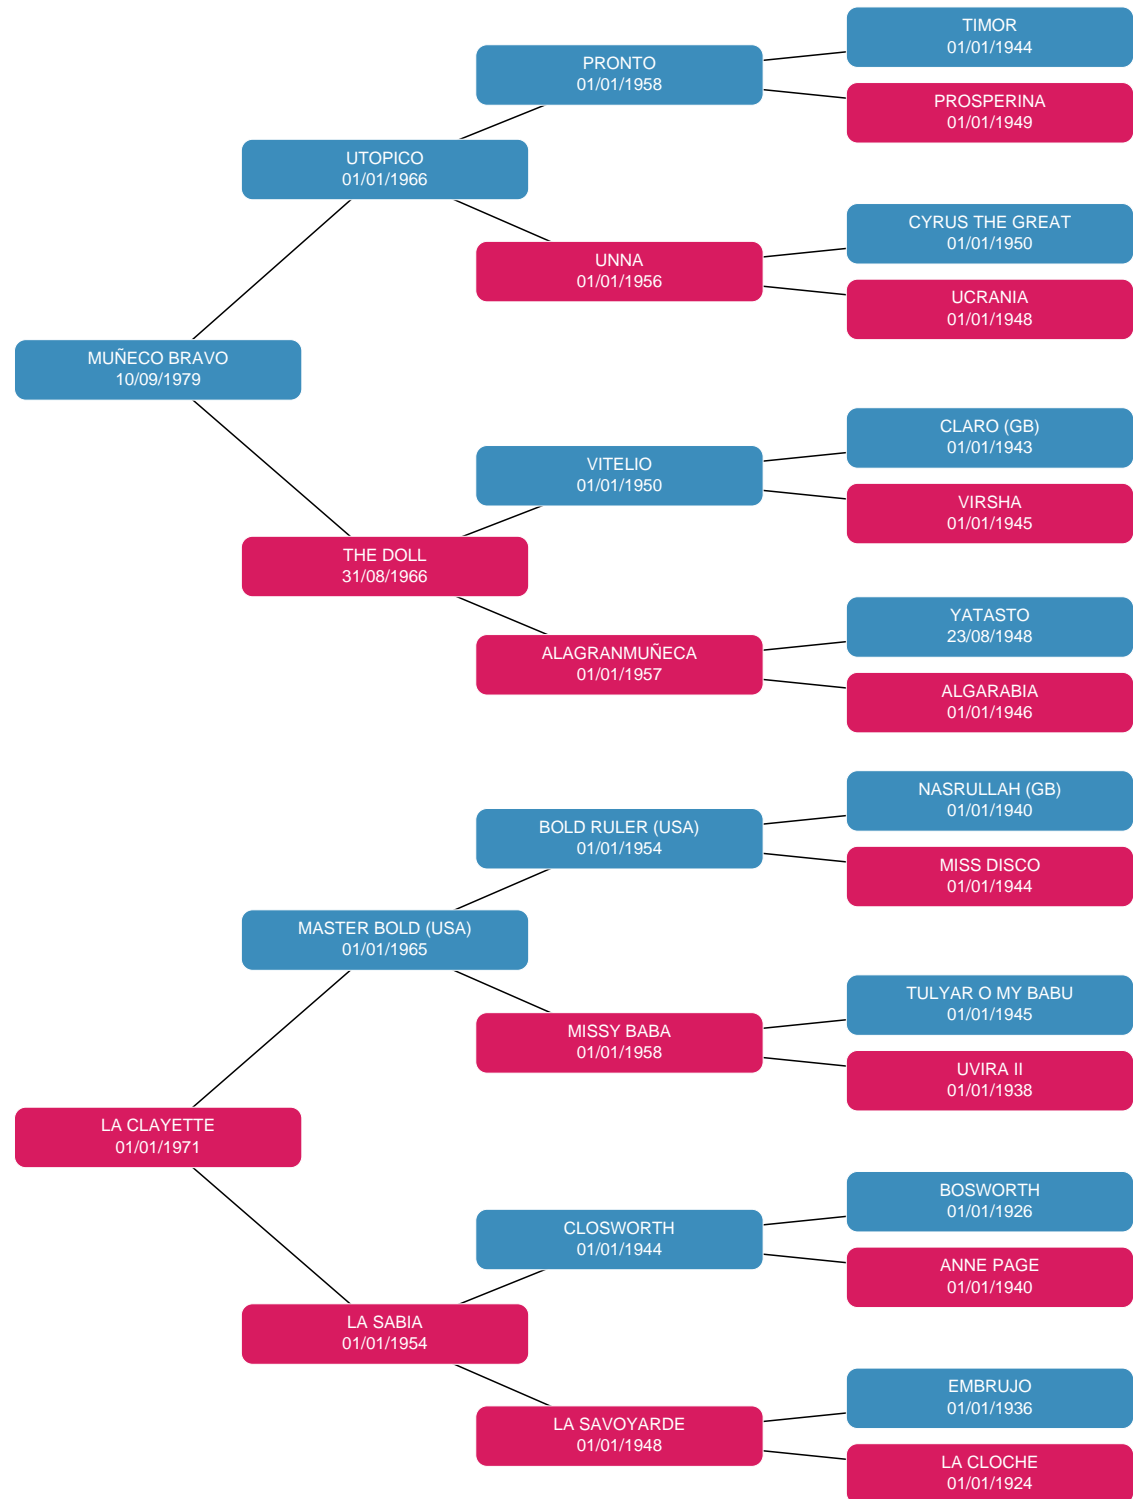 TIMOR
01/01/1944
PRONTO
01/01/1958
PROSPERINA
01/01/1949
UTOPICO
01/01/1966
CYRUS THE GREAT
01/01/1950
UNNA
01/01/1956
UCRANIA
01/01/1948
MUÑECO BRAVO
10/09/1979
CLARO (GB)
01/01/1943
VITELIO
01/01/1950
VIRSHA
01/01/1945
THE DOLL
31/08/1966
YATASTO
23/08/1948
ALAGRANMUÑECA
01/01/1957
ALGARABIA
01/01/1946
NASRULLAH (GB)
01/01/1940
BOLD RULER (USA)
01/01/1954
MISS DISCO
01/01/1944
MASTER BOLD (USA)
01/01/1965
TULYAR O MY BABU
01/01/1945
MISSY BABA
01/01/1958
UVIRA II
01/01/1938
LA CLAYETTE
01/01/1971
BOSWORTH
01/01/1926
CLOSWORTH
01/01/1944
ANNE PAGE
01/01/1940
LA SABIA
01/01/1954
EMBRUJO
01/01/1936
LA SAVOYARDE
01/01/1948
LA CLOCHE
01/01/1924